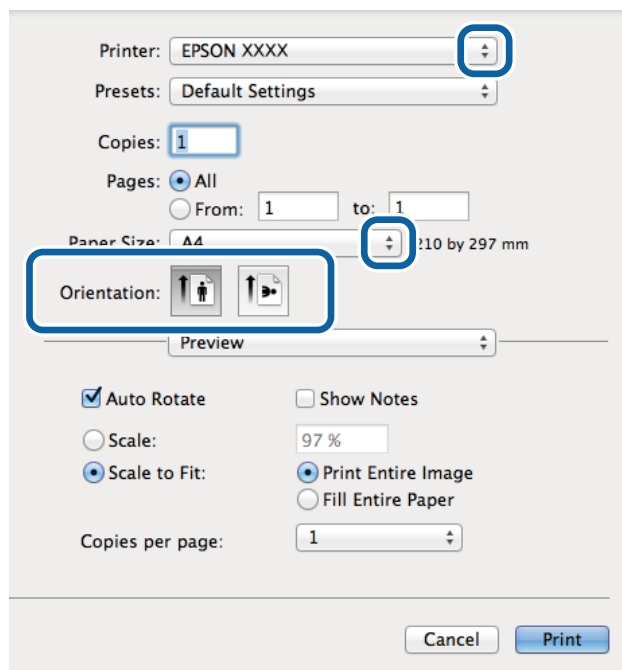 Printer: EPSON XXXX
Presets: Default Settings
Copies: 1
Pages: All
From: 1 to: 1
Paper Size: A4 210 by 297 mm
Orientation:
Preview
Auto Rotate Show Notes
Scale: 97 %
Scale to Fit: Print Entire Image
Fill Entire Paper
Copies per page: 1
Cancel Print